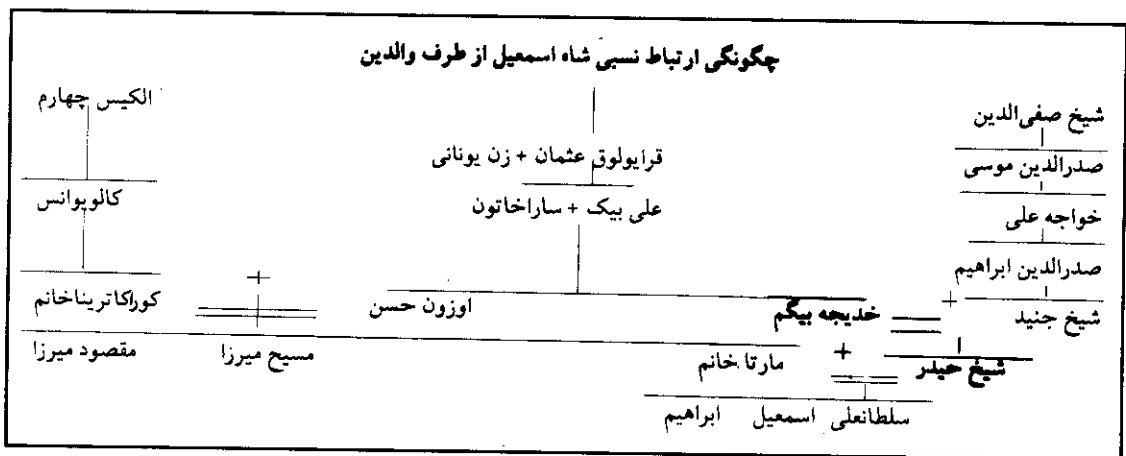 چگونگی ارتباط نسبی شاه اسمعیل از طرف والدین
شیخ صفی‌الدین
الکیس چهارم
صدرالدین موسی
قرایولوق عثمان + زن یونانی
خواجه علی
علی بیک + ساراخاتون
کالویوانس
صدرالدین ابراهیم
شیخ جنید + خدیجه بیگم
اوزون حسن + کوراکاتریناخانم
شیخ حیدر + مارتا خانم
مسیح میرزا
مقصود میرزا
سلطانعلی اسمعیل ابراهیم